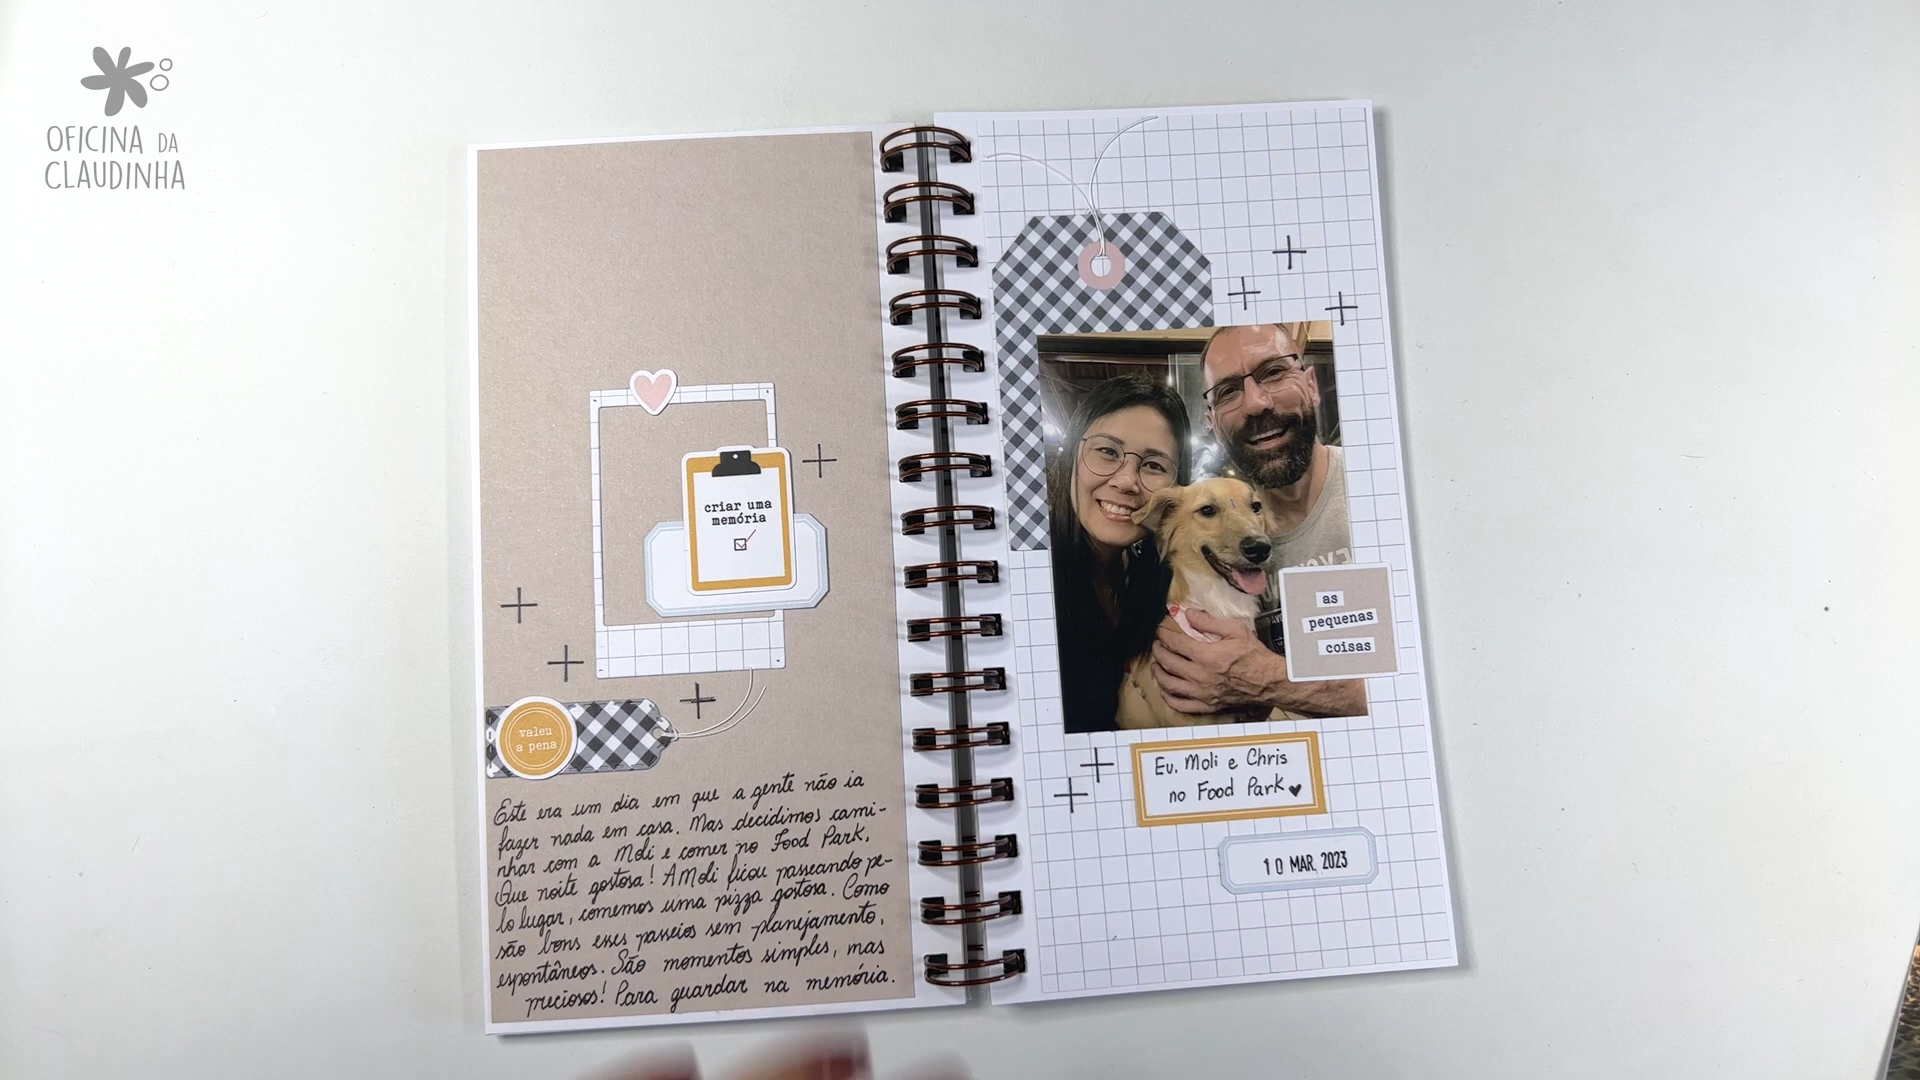 OFICINA DA
CLAUDINHA
criar uma
memória
valeu
a pena
Este era um dia em que a gente não ia
fazer nada em casa. Mas decidimos cami-
nhar com a Moli e comer no Food Park.
Que noite gostosa! A Moli ficou passeando pe-
lo lugar, comemos uma pizza gostosa. Como
são bons esses passeios sem planejamento,
espontâneos. São momentos simples, mas
preciosos! Para guardar na memória.
as
pequenas
coisas
Eu, Moli e Chris
no Food Park
10 MAR. 2023